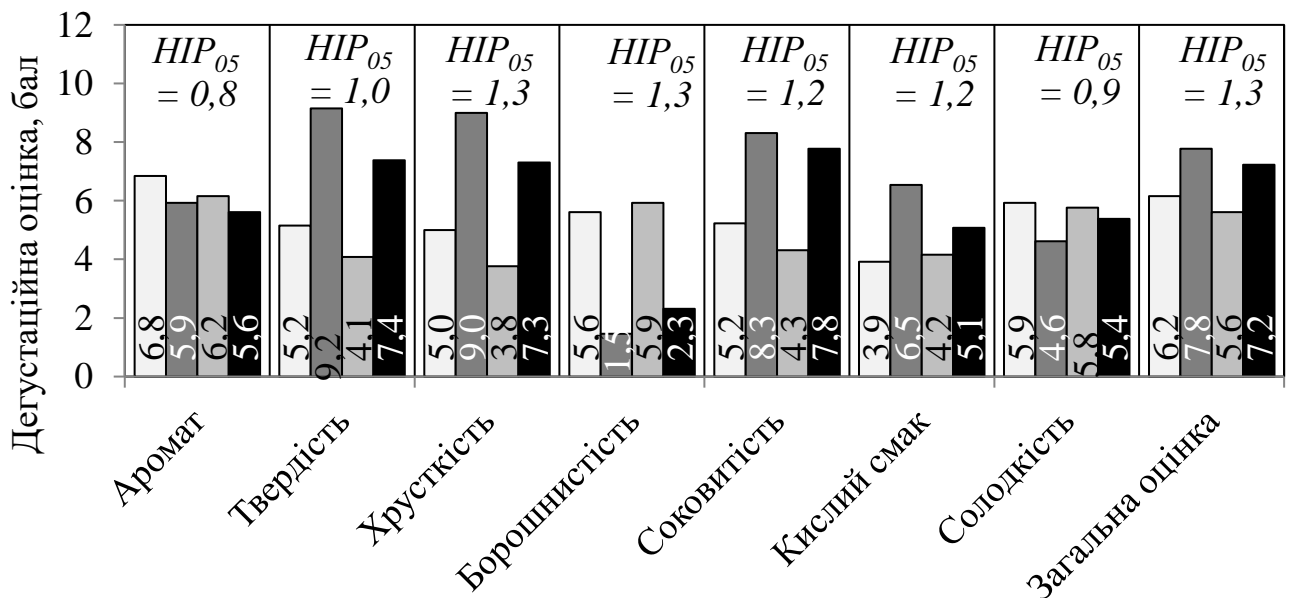 Дегустаційна оцінка, бал
12
10
8
6
4
2
0
НІР05
= 0,8
НІР05
= 1,0
НІР05
= 1,3
НІР05
= 1,3
НІР05
= 1,2
НІР05
= 1,2
НІР05
= 0,9
НІР05
= 1,3
6,8
5,9
6,2
5,6
5,2
9,2
4,1
7,4
5,0
9,0
3,8
7,3
5,6
1,5
5,9
2,3
5,2
8,3
4,3
7,8
3,9
6,5
4,2
5,1
5,9
4,6
5,8
5,4
6,2
7,8
5,6
7,2
Аромат
Твердість
Хрусткість
Борошнистість
Соковитість
Кислий смак
Солодкість
Загальна оцінка